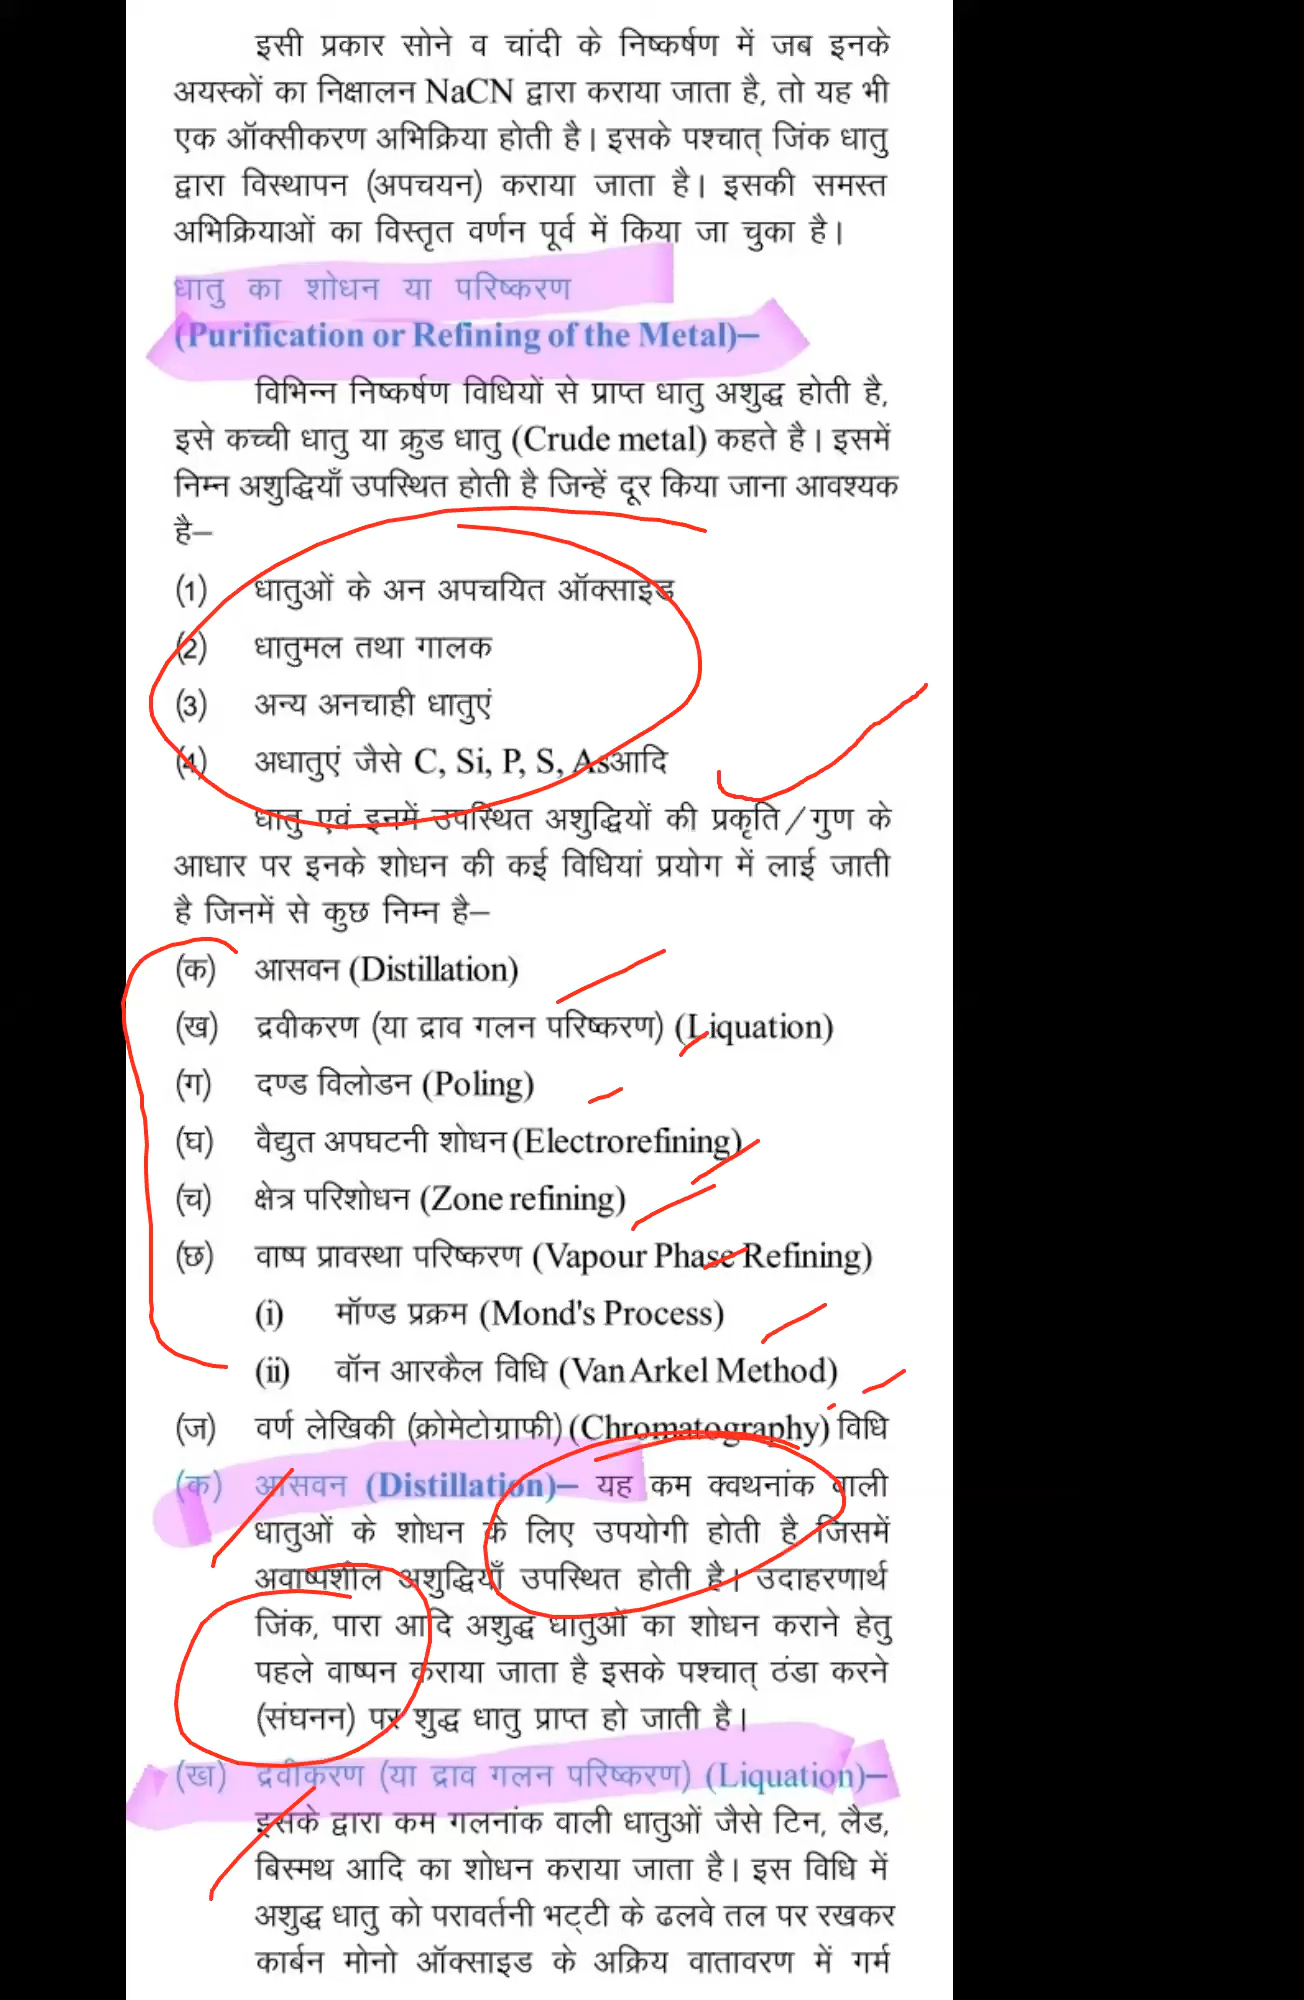 इसी प्रकार सोने व चांदी के निष्कर्षण में जब इनके
अयस्कों का निक्षालन NaCN द्वारा कराया जाता है, तो यह भी
एक ऑक्सीकरण अभिक्रिया होती है। इसके पश्चात् जिंक धातु
द्वारा विस्थापन (अपचयन) कराया जाता है। इसकी समस्त
अभिक्रियाओं का विस्तृत वर्णन पूर्व में किया जा चुका है।
धातु का शोधन या परिष्करण
(Purification or Refining of the Metal)–
विभिन्न निष्कर्षण विधियों से प्राप्त धातु अशुद्ध होती है,
इसे कच्ची धातु या क्रुड धातु (Crude metal) कहते है। इसमें
निम्न अशुद्धियाँ उपस्थित होती है जिन्हें दूर किया जाना आवश्यक
है–
(1) धातुओं के अन अपचयित ऑक्साइड
(2) धातुमल तथा गालक
(3) अन्य अनचाही धातुएं
(4) अधातुएं जैसे C, Si, P, S, Asआदि
धातु एवं इनमें उपस्थित अशुद्धियों की प्रकृति/गुण के
आधार पर इनके शोधन की कई विधियां प्रयोग में लाई जाती
है जिनमें से कुछ निम्न है–
(क) आसवन (Distillation)
(ख) द्रवीकरण (या द्राव गलन परिष्करण) (Liquation)
(ग) दण्ड विलोडन (Poling)
(घ) वैद्युत अपघटनी शोधन (Electrorefining)
(च) क्षेत्र परिशोधन (Zone refining)
(छ) वाष्प प्रावस्था परिष्करण (Vapour Phase Refining)
(i) मॉण्ड प्रक्रम (Mond's Process)
(ii) वॉन आरकैल विधि (Van Arkel Method)
(ज) वर्ण लेखिकी (क्रोमेटोग्राफी) (Chromatography) विधि
(क) आसवन (Distillation)– यह कम क्वथनांक वाली
धातुओं के शोधन के लिए उपयोगी होती है जिसमें
अवाष्पशील अशुद्धियाँ उपस्थित होती है। उदाहरणार्थ
जिंक, पारा आदि अशुद्ध धातुओं का शोधन कराने हेतु
पहले वाष्पन कराया जाता है इसके पश्चात् ठंडा करने
(संघनन) पर शुद्ध धातु प्राप्त हो जाती है।
(ख) द्रवीकरण (या द्राव गलन परिष्करण) (Liquation)–
इसके द्वारा कम गलनांक वाली धातुओं जैसे टिन, लैड,
बिस्मथ आदि का शोधन कराया जाता है। इस विधि में
अशुद्ध धातु को परावर्तनी भट्टी के ढलवे तल पर रखकर
कार्बन मोनो ऑक्साइड के अक्रिय वातावरण में गर्म